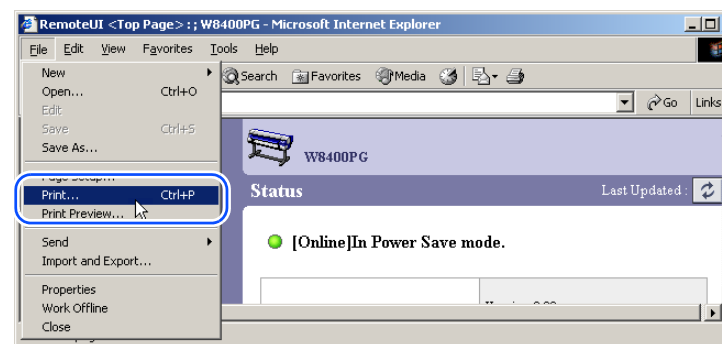 RemoteUI <Top Page> : ; W8400PG - Microsoft Internet Explorer
File Edit View Favorites Tools Help
New
Open... Ctrl+O
Edit
Save Ctrl+S
Save As...
Page Setup...
Print... Ctrl+P
Print Preview...
Send
Import and Export...
Properties
Work Offline
Close
Search Favorites Media
Go Links
W8400PG
Status Last Updated :
[Online]In Power Save mode.